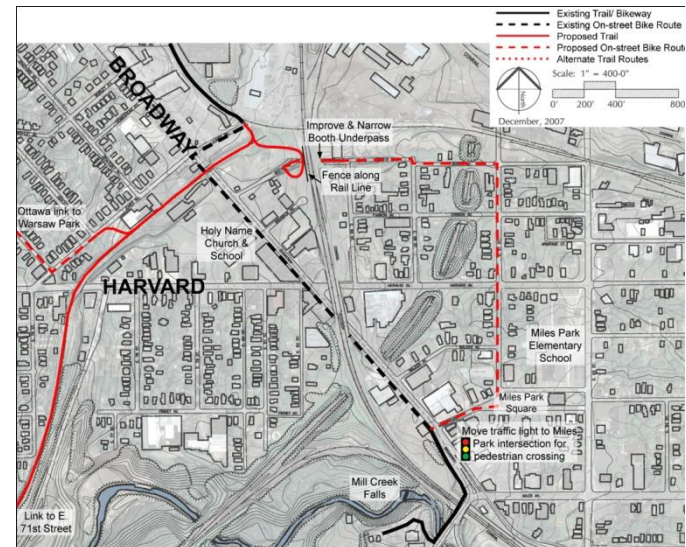 Existing Trail/ Bikeway
Existing On-street Bike Route
Proposed Trail
Proposed On-street Bike Route
Alternate Trail Routes
Scale: 1" = 400-0"
North
0' 200' 400' 800'
December, 2007
BROADWAY
Improve & Narrow
Booth Underpass
Fence along
Rail Line
Ottawa link to
Warsaw Park
Holy Name
Church &
School
HARVARD
Miles Park
Elementary
School
Miles Park
Square
Move traffic light to Miles
Park intersection for
pedestrian crossing
Mill Creek
Falls
Link to E.
71st Street